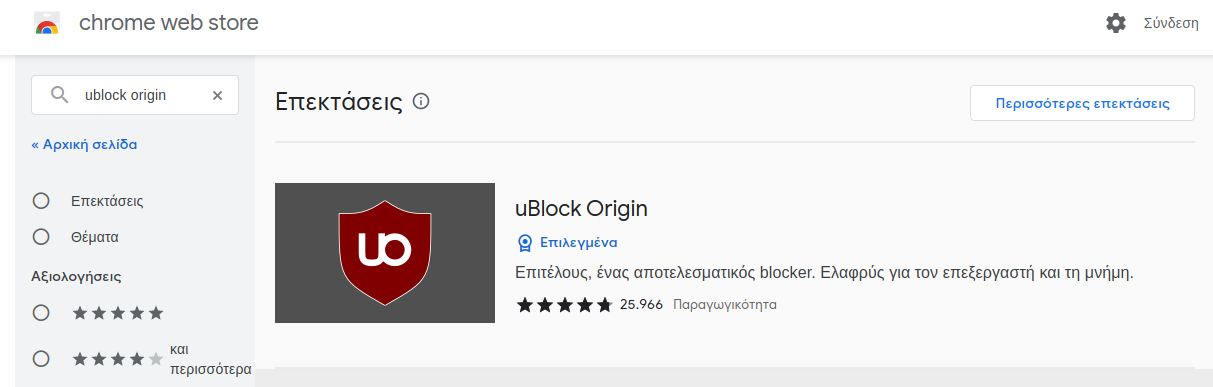 chrome web store
Σύνδεση
ublock origin
« Αρχική σελίδα
Επεκτάσεις
Θέματα
Αξιολογήσεις
και
περισσότερα
Επεκτάσεις
Περισσότερες επεκτάσεις
uo
uBlock Origin
Επιλεγμένα
Επιτέλους, ένας αποτελεσματικός blocker. Ελαφρύς για τον επεξεργαστή και τη μνήμη.
25.966 Παραγωγικότητα